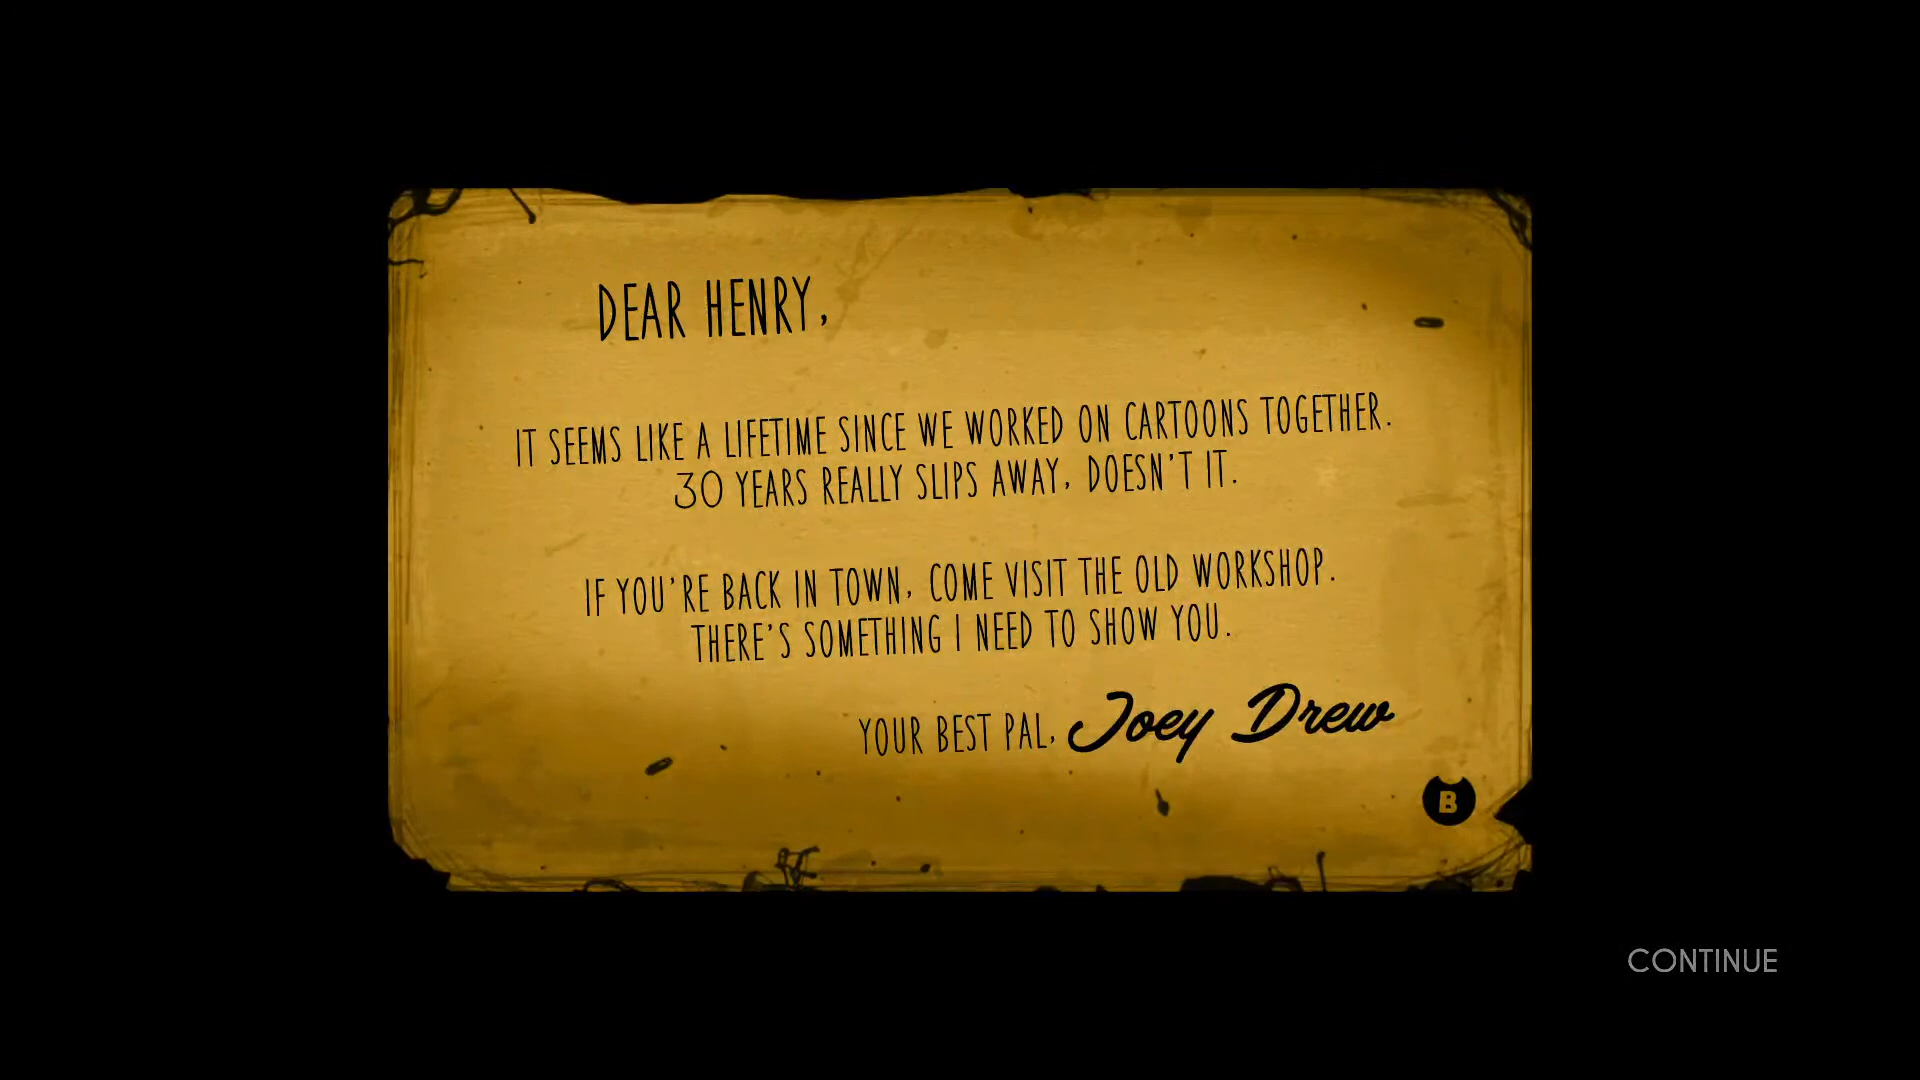 DEAR HENRY,
IT SEEMS LIKE A LIFETIME SINCE WE WORKED ON CARTOONS TOGETHER.
30 YEARS REALLY SLIPS AWAY, DOESN'T IT.
IF YOU'RE BACK IN TOWN, COME VISIT THE OLD WORKSHOP.
THERE'S SOMETHING I NEED TO SHOW YOU.
YOUR BEST PAL, Joey Drew
B
CONTINUE